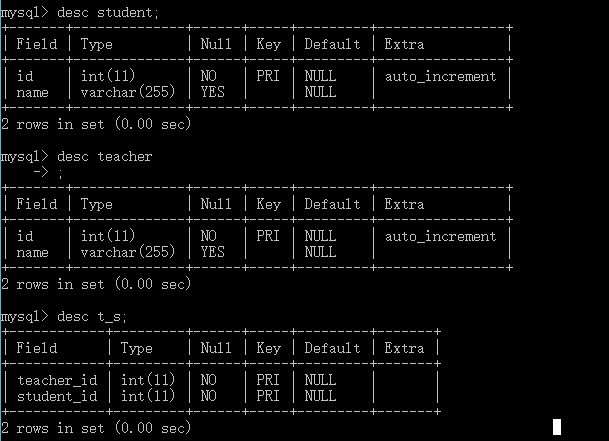 mysql> desc student;
+-------+--------------+------+-----+---------+----------------+
| Field | Type         | Null | Key | Default | Extra          |
+-------+--------------+------+-----+---------+----------------+
| id    | int(11)      | NO   | PRI | NULL    | auto_increment |
| name  | varchar(255) | YES  |     | NULL    |                |
+-------+--------------+------+-----+---------+----------------+
2 rows in set (0.00 sec)
mysql> desc teacher
    -> ;
+-------+--------------+------+-----+---------+----------------+
| Field | Type         | Null | Key | Default | Extra          |
+-------+--------------+------+-----+---------+----------------+
| id    | int(11)      | NO   | PRI | NULL    | auto_increment |
| name  | varchar(255) | YES  |     | NULL    |                |
+-------+--------------+------+-----+---------+----------------+
2 rows in set (0.00 sec)
mysql> desc t_s;
+------------+---------+------+-----+---------+-------+
| Field      | Type    | Null | Key | Default | Extra |
+------------+---------+------+-----+---------+-------+
| teacher_id | int(11) | NO   | PRI | NULL    |       |
| student_id | int(11) | NO   | PRI | NULL    |       |
+------------+---------+------+-----+---------+-------+
2 rows in set (0.00 sec)